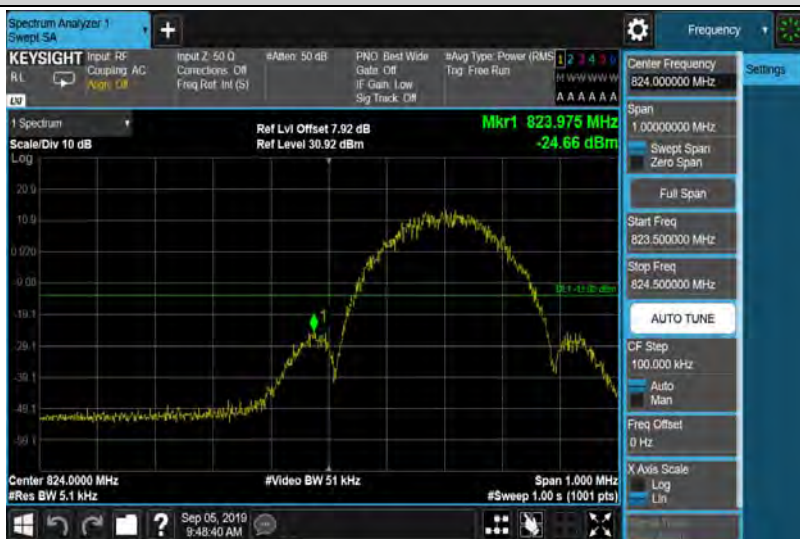 Spectrum Analyzer 1
Swept SA
+
Frequency
KEYSIGHT
Input: RF
Input Z: 50 Ω
#Atten: 50 dB
PNO: Best Wide
#Avg Type: Power (RMS
1 2 3 4 5 6
R L
Coupling: AC
Corrections: Off
Gate: Off
Trig: Free Run
M W W W W W
Align: Off
Freq Ref: Int (S)
IF Gain: Low
Sig Track: Off
A A A A A A
LXI
1 Spectrum
Scale/Div 10 dB
Log
Ref Lvl Offset 7.92 dB
Ref Level 30.92 dBm
Mkr1 823.975 MHz
-24.66 dBm
20.9
10.9
0.920
-9.08
-19.1
-29.1
-39.1
-49.1
-59.1
DL1 -13.00 dBm
1
Center 824.0000 MHz
#Video BW 51 kHz
Span 1.000 MHz
#Res BW 5.1 kHz
#Sweep 1.00 s (1001 pts)
Center Frequency
824.000000 MHz
Settings
Span
1.00000000 MHz
Swept Span
Zero Span
Full Span
Start Freq
823.500000 MHz
Stop Freq
824.500000 MHz
AUTO TUNE
CF Step
100.000 kHz
Auto
Man
Freq Offset
0 Hz
X Axis Scale
Log
Lin
?
Sep 05, 2019
9:48:40 AM